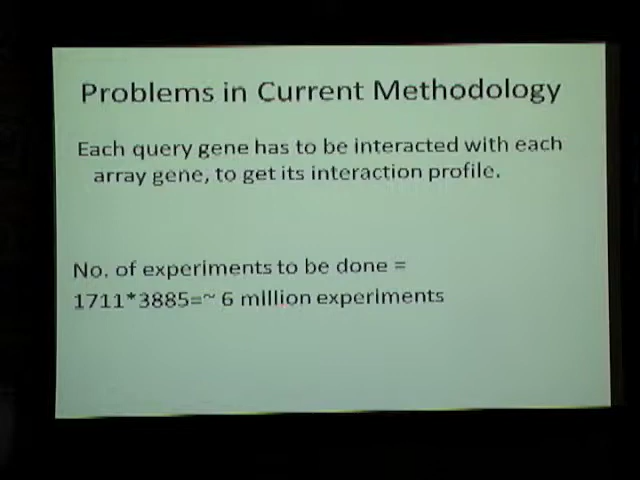 Problems in Current Methodology
Each query gene has to be interacted with each
array gene, to get its interaction profile.
No. of experiments to be done =
1711*3885=~ 6 million experiments